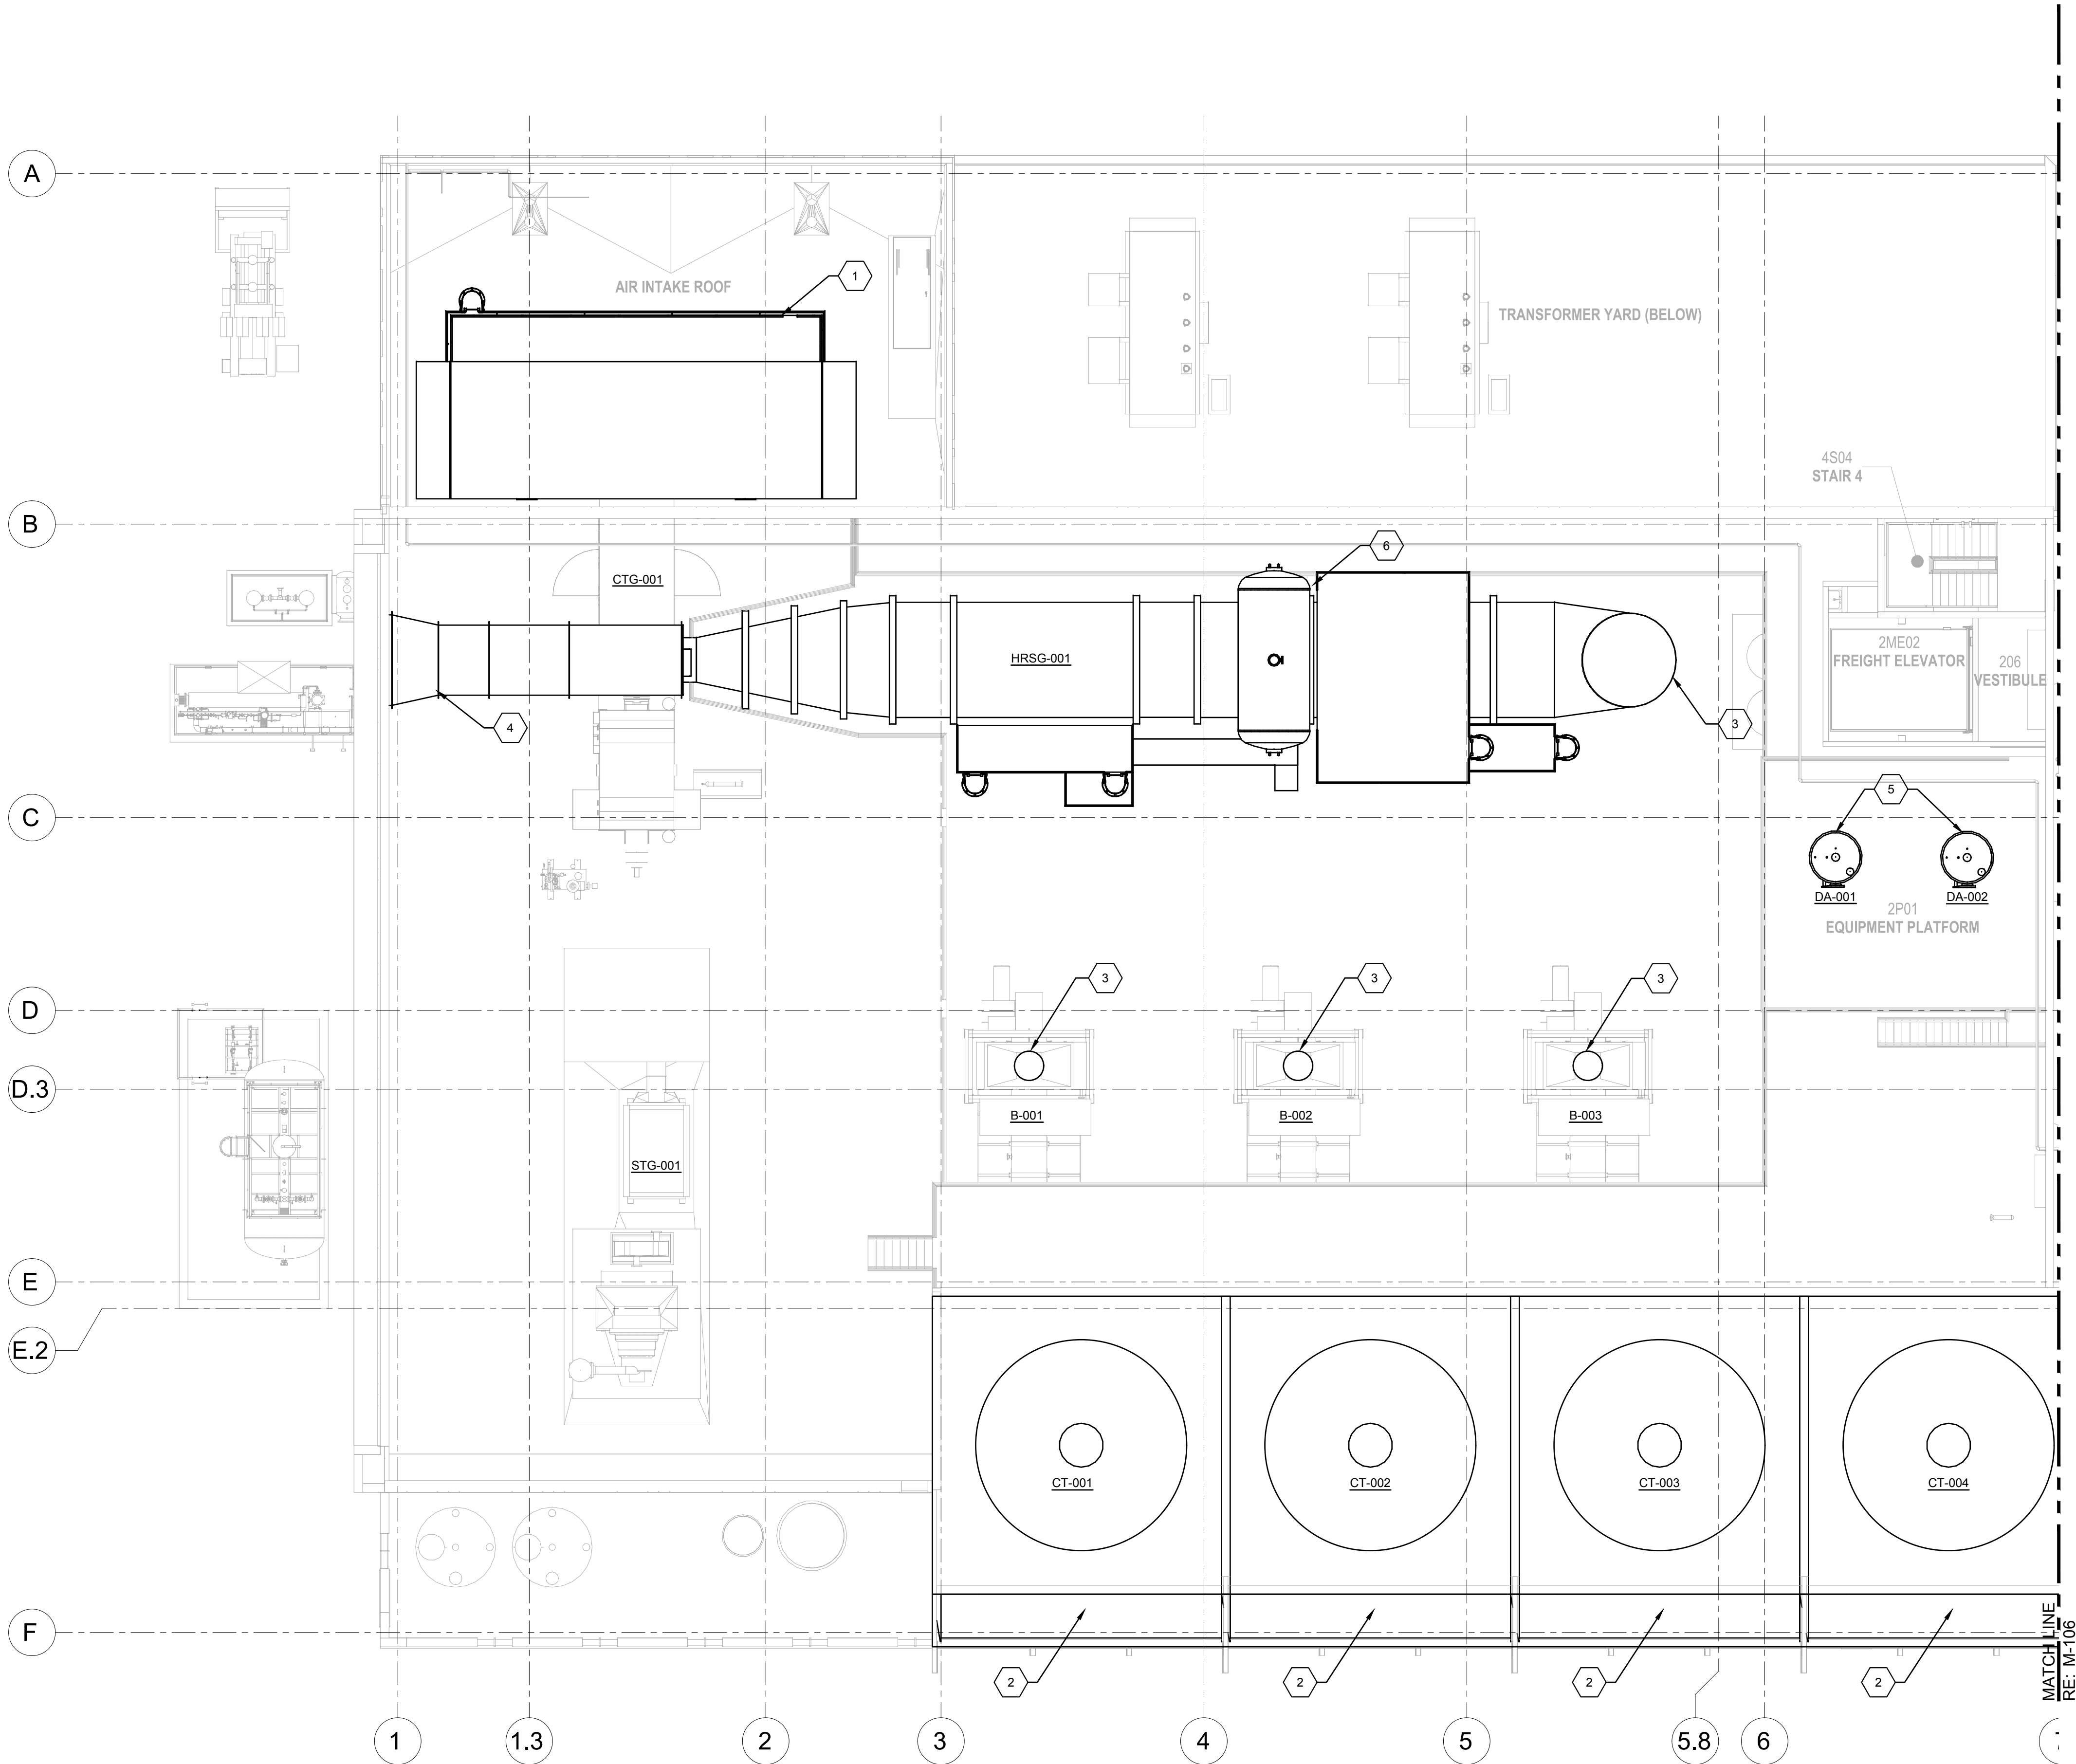 A
1
AIR INTAKE ROOF
TRANSFORMER YARD (BELOW)
4S04
STAIR 4
B
6
CTG-001
2ME02
FREIGHT ELEVATOR
206
VESTIBULE
HRSG-001
4
3
C
5
DA-001
DA-002
2P01
EQUIPMENT PLATFORM
3
3
3
D
D.3
B-001
B-002
B-003
STG-001
E
E.2
CT-001
CT-002
CT-003
CT-004
F
2
2
2
2
MATCH LINE
RE: M-106
1
1.3
2
3
4
5
5.8
6